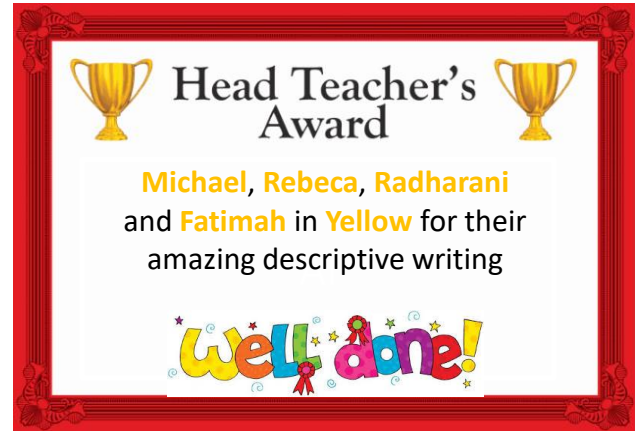 Head Teacher's
Award
Michael, Rebeca, Radharani
and Fatimah in Yellow for their
amazing descriptive writing
well done!